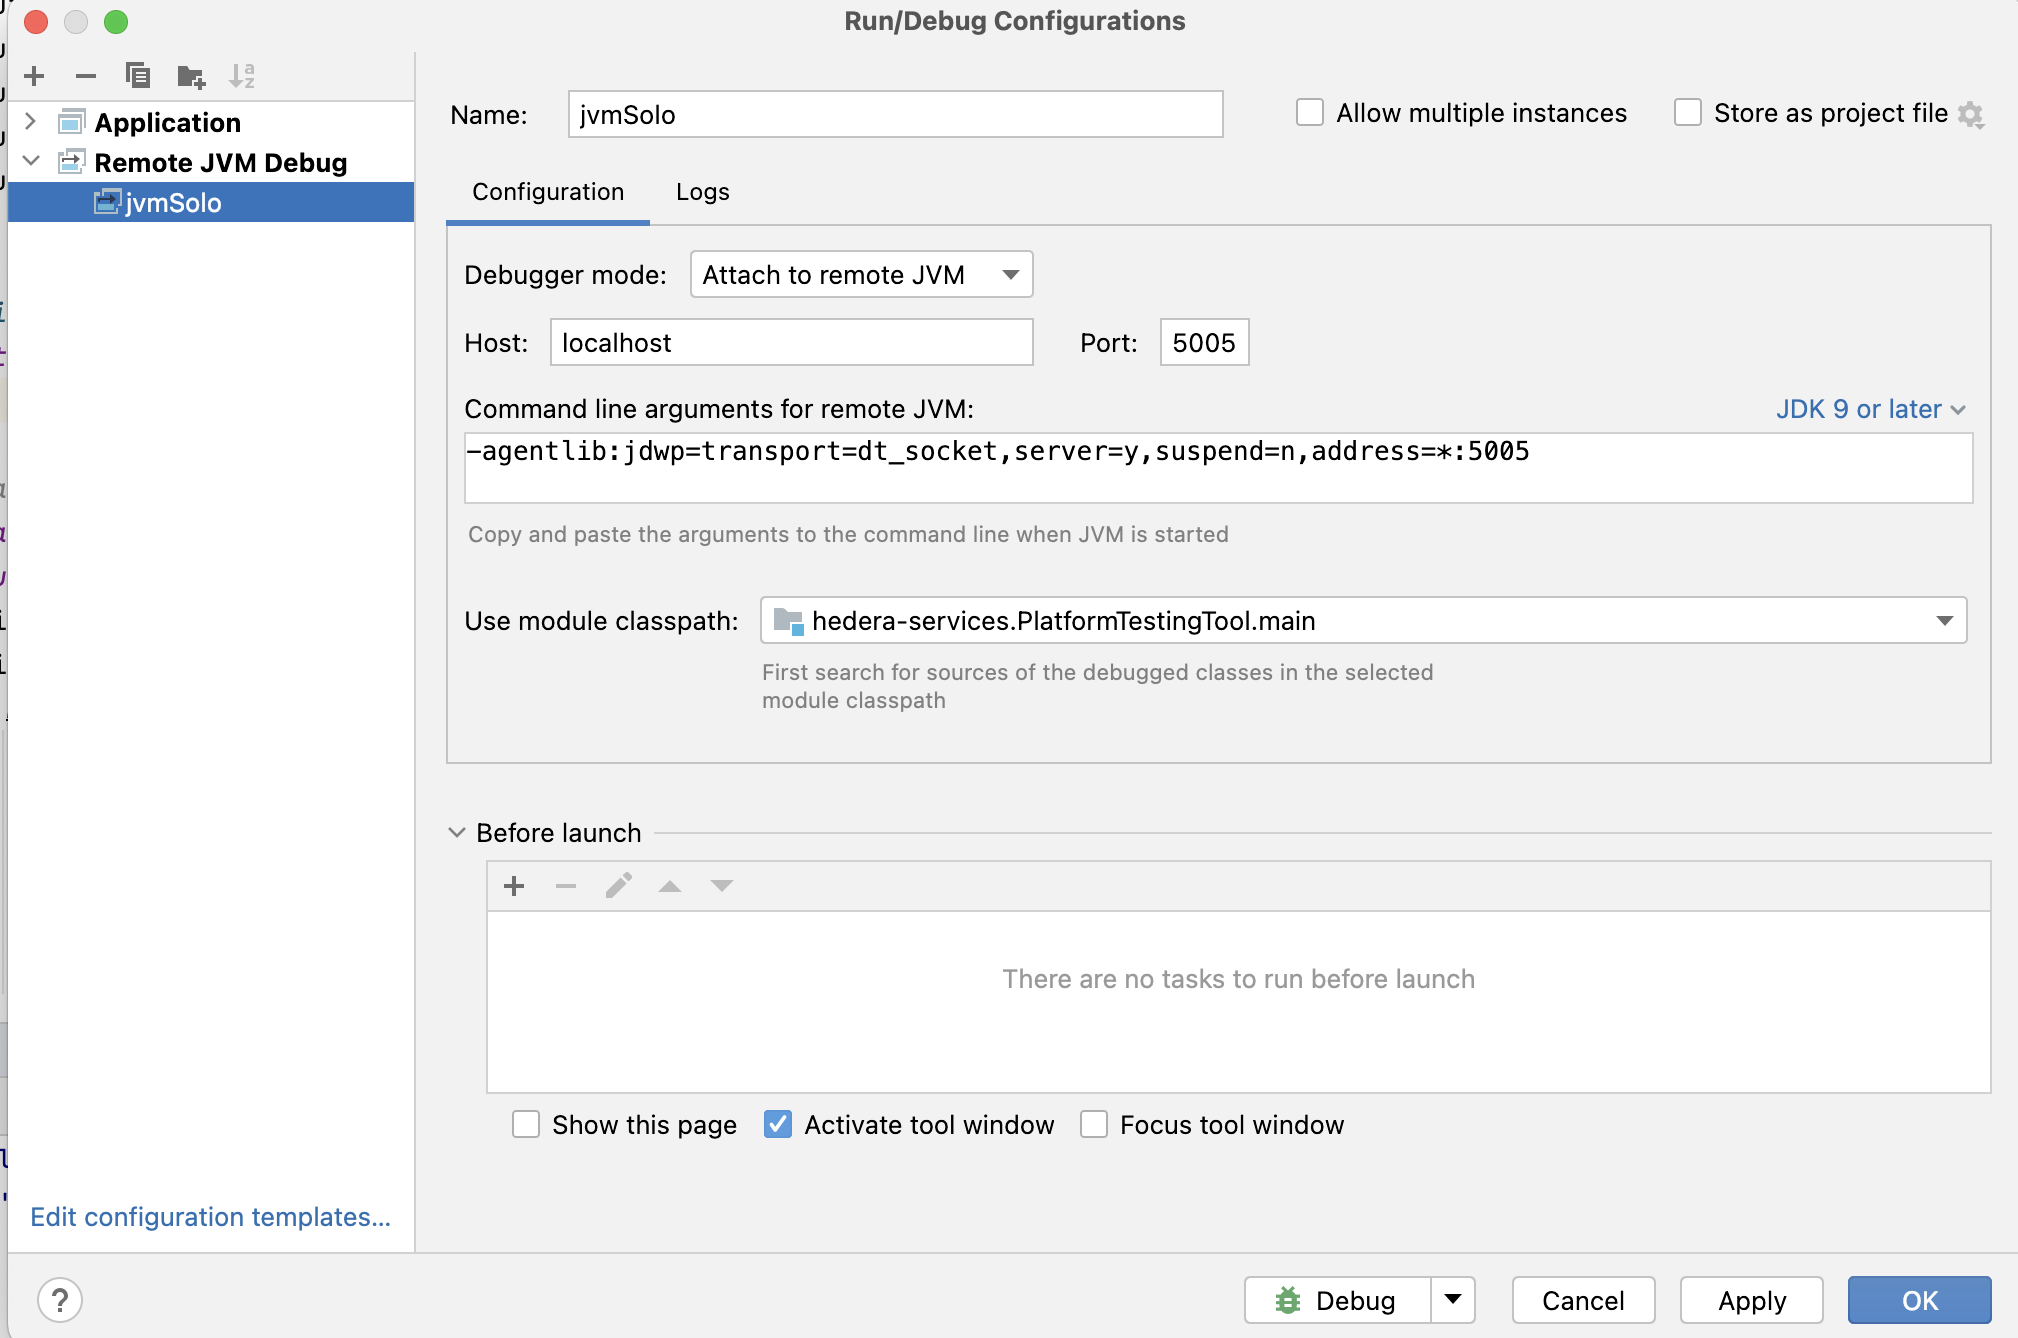 Run/Debug Configurations
Application
Remote JVM Debug
jvmSolo
Edit configuration templates...
Name: jvmSolo
Allow multiple instances
Store as project file
Configuration Logs
Debugger mode: Attach to remote JVM
Host: localhost Port: 5005
Command line arguments for remote JVM: JDK 9 or later
-agentlib:jdwp=transport=dt_socket,server=y,suspend=n,address=*:5005
Copy and paste the arguments to the command line when JVM is started
Use module classpath: hedera-services.PlatformTestingTool.main
First search for sources of the debugged classes in the selected
module classpath
Before launch
There are no tasks to run before launch
Show this page Activate tool window Focus tool window
? Debug Cancel Apply OK